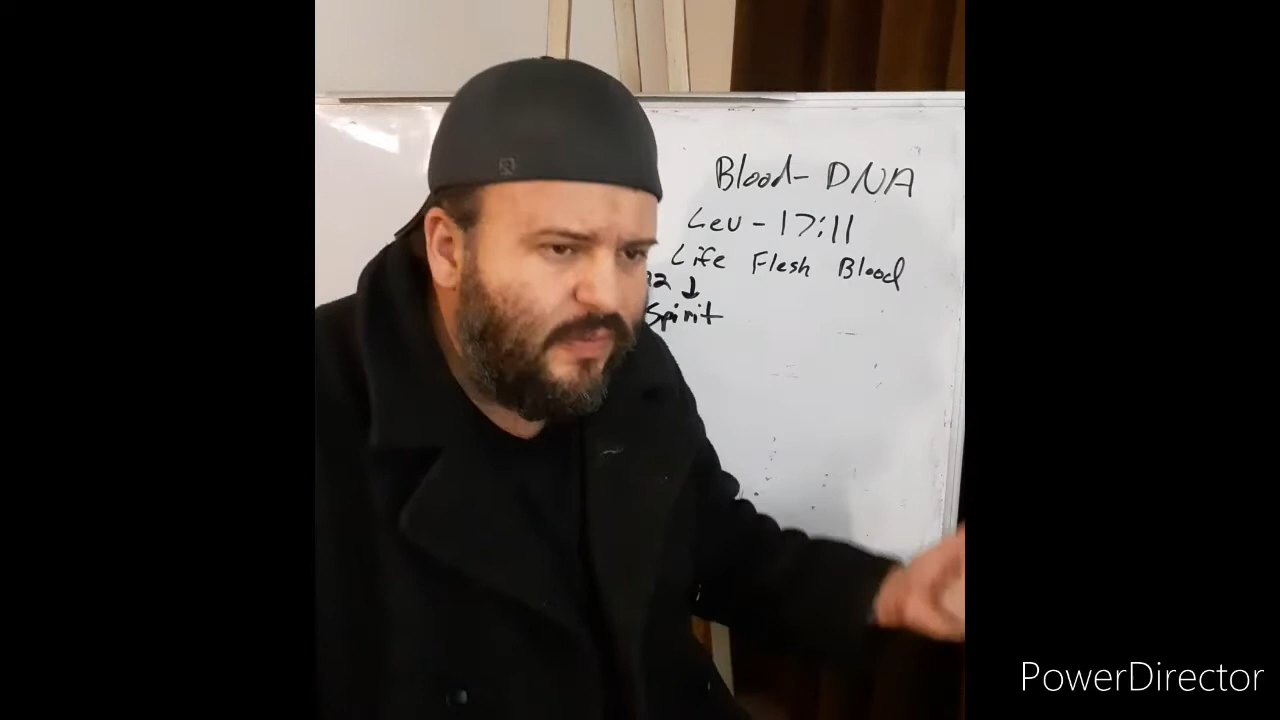 Blood - DNA
Lev - 17:11
Life Flesh Blood
↓
Spirit
PowerDirector